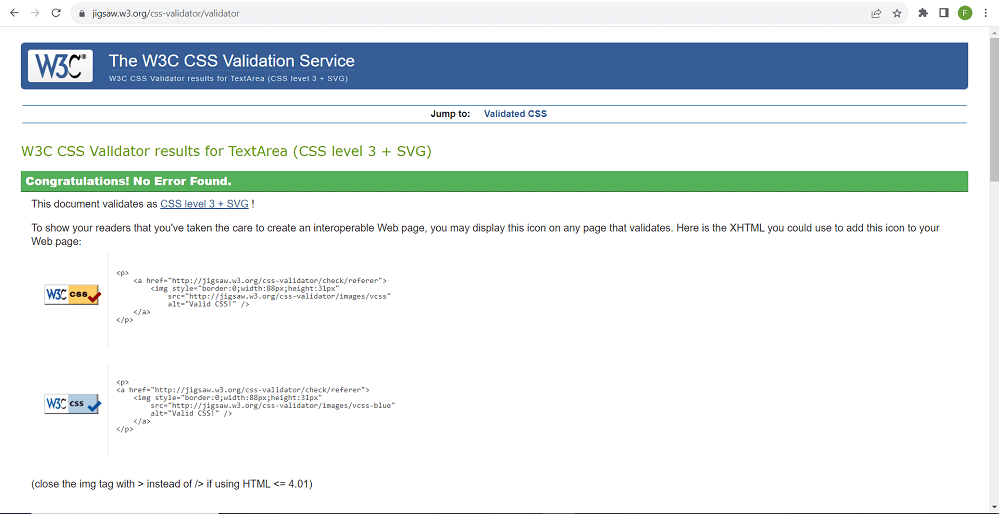 jigsaw.w3.org/css-validator/validator
F
W3C®
The W3C CSS Validation Service
W3C CSS Validator results for TextArea (CSS level 3 + SVG)
Jump to: Validated CSS
W3C CSS Validator results for TextArea (CSS level 3 + SVG)
Congratulations! No Error Found.
This document validates as CSS level 3 + SVG !
To show your readers that you've taken the care to create an interoperable Web page, you may display this icon on any page that validates. Here is the XHTML you could use to add this icon to your
Web page:
W3C css
<p>
<a href="http://jigsaw.w3.org/css-validator/check/referer">
<img style="border:0;width:88px;height:31px"
src="http://jigsaw.w3.org/css-validator/images/vcss"
alt="Valid CSS!" />
</a>
</p>
W3C css
<p>
<a href="http://jigsaw.w3.org/css-validator/check/referer">
<img style="border:0;width:88px;height:31px"
src="http://jigsaw.w3.org/css-validator/images/vcss-blue"
alt="Valid CSS!" />
</a>
</p>
(close the img tag with > instead of /> if using HTML <= 4.01)